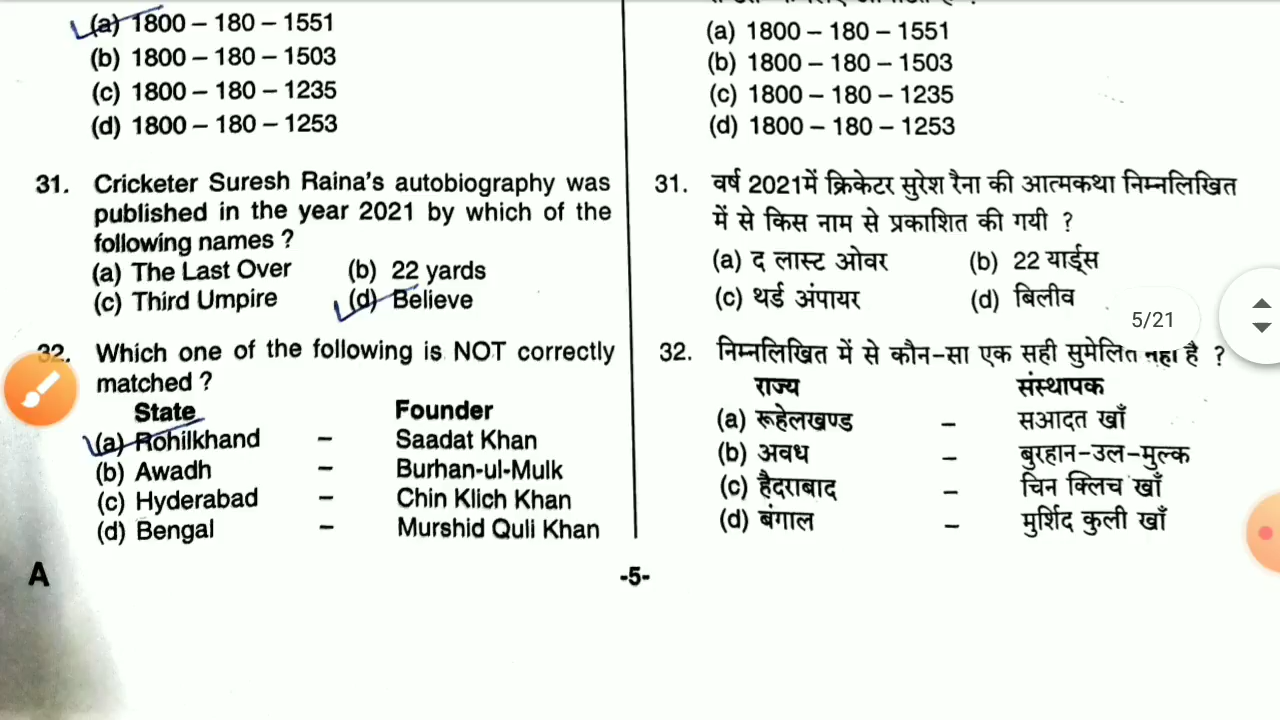 (a) 1800 – 180 – 1551
(b) 1800 – 180 – 1503
(c) 1800 – 180 – 1235
(d) 1800 – 180 – 1253
31. Cricketer Suresh Raina's autobiography was
published in the year 2021 by which of the
following names ?
(a) The Last Over (b) 22 yards
(c) Third Umpire (d) Believe
32. Which one of the following is NOT correctly
matched ?
State Founder
(a) Rohilkhand – Saadat Khan
(b) Awadh – Burhan-ul-Mulk
(c) Hyderabad – Chin Klich Khan
(d) Bengal – Murshid Quli Khan
(a) 1800 – 180 – 1551
(b) 1800 – 180 – 1503
(c) 1800 – 180 – 1235
(d) 1800 – 180 – 1253
31. वर्ष 2021में क्रिकेटर सुरेश रैना की आत्मकथा निम्नलिखित
में से किस नाम से प्रकाशित की गयी ?
(a) द लास्ट ओवर (b) 22 यार्ड्स
(c) थर्ड अंपायर (d) बिलीव
5/21
32. निम्नलिखित में से कौन-सा एक सही सुमेलित नहीं है ?
राज्य संस्थापक
(a) रूहेलखण्ड – सआदत खाँ
(b) अवध – बुरहान-उल-मुल्क
(c) हैदराबाद – चिन क्लिच खाँ
(d) बंगाल – मुर्शिद कुली खाँ
A -5-